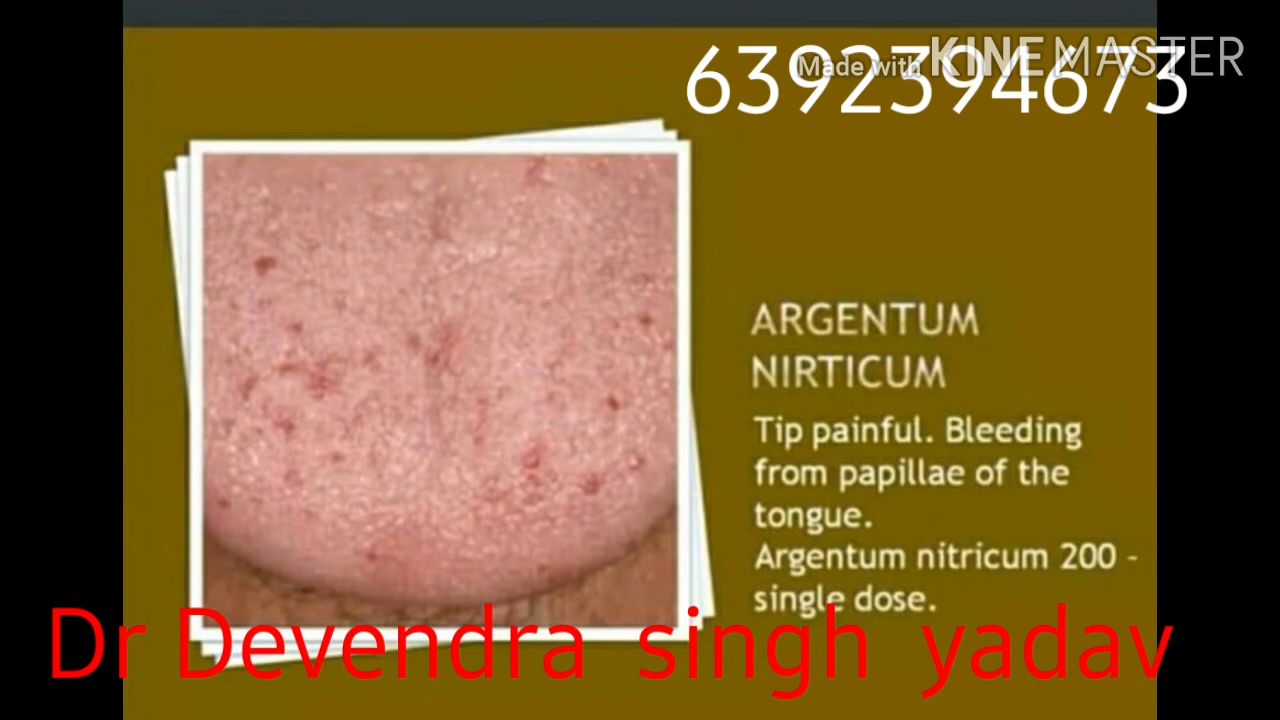 6392394673
Made with KINEMASTER
ARGENTUM
NIRTICUM
Tip painful. Bleeding
from papillae of the
tongue.
Argentum nitricum 200 -
single dose.
Dr Devendra singh yadav